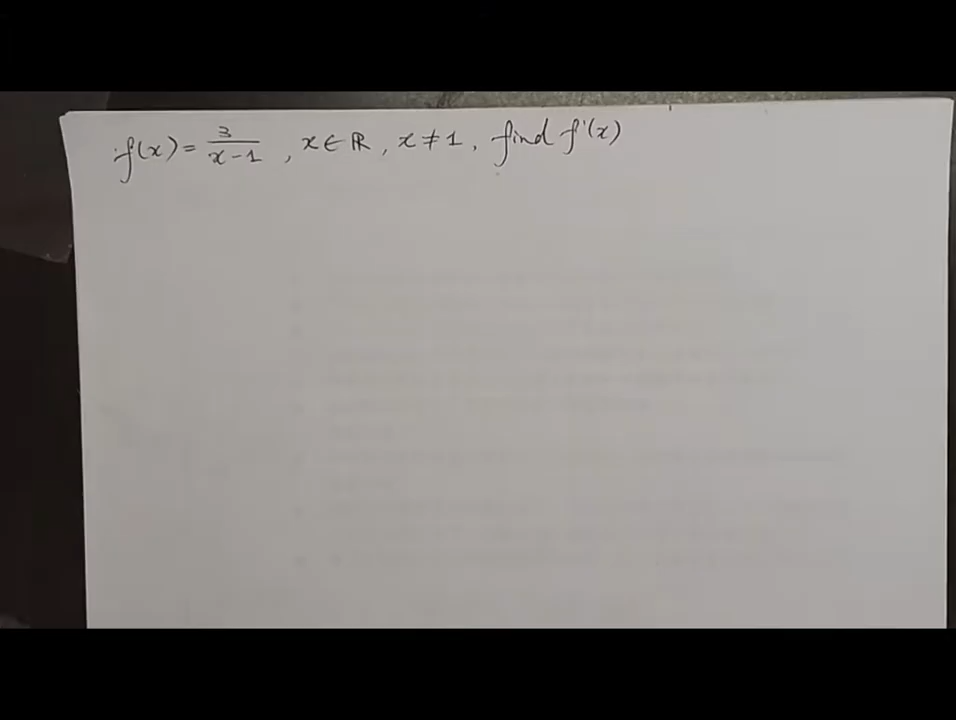 f(x) = 3/(x-1) , x ∈ ℝ , x ≠ 1 , find f'(x)